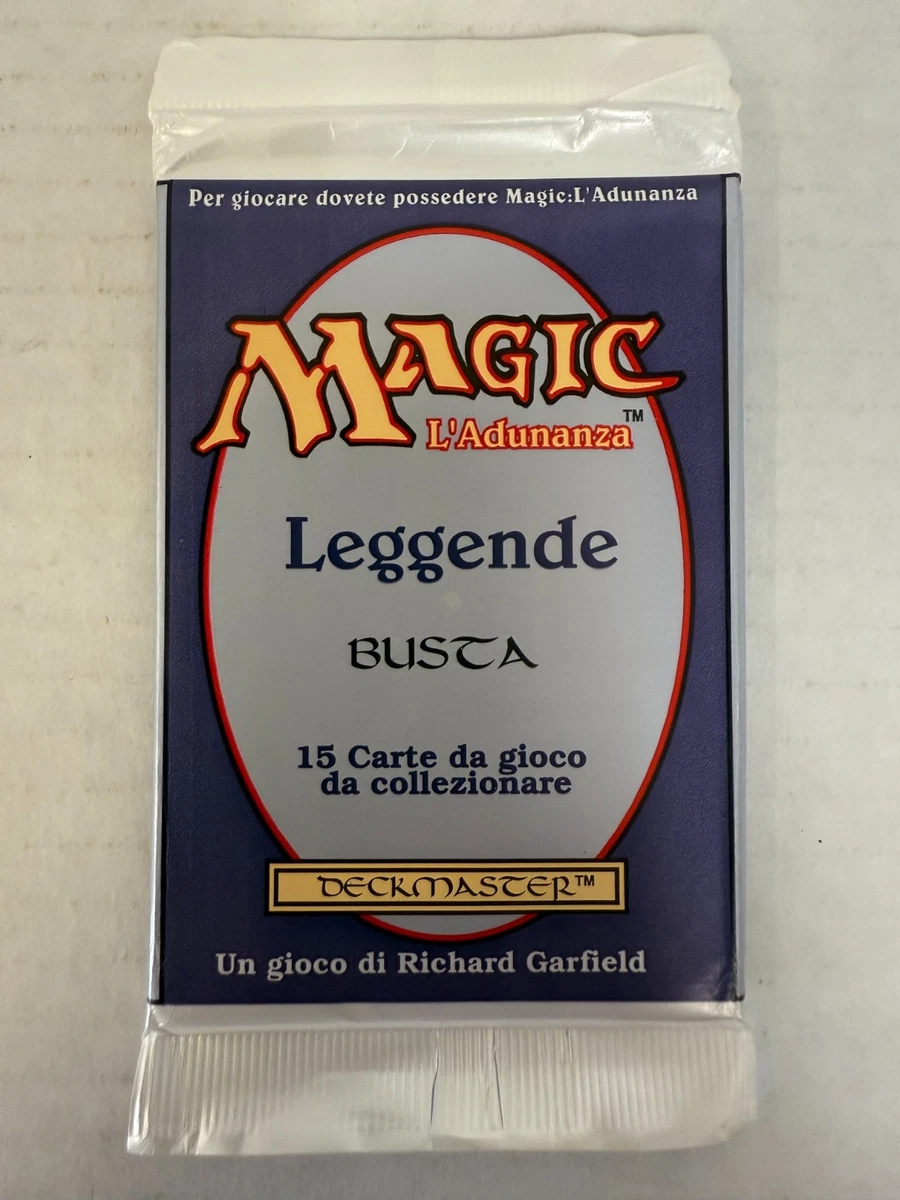 Per giocare dovete possedere Magic:L'Adunanza
MAGIC
L'Adunanza™
Leggende
BUSTA
15 Carte da gioco
da collezionare
DECKMASTER™
Un gioco di Richard Garfield